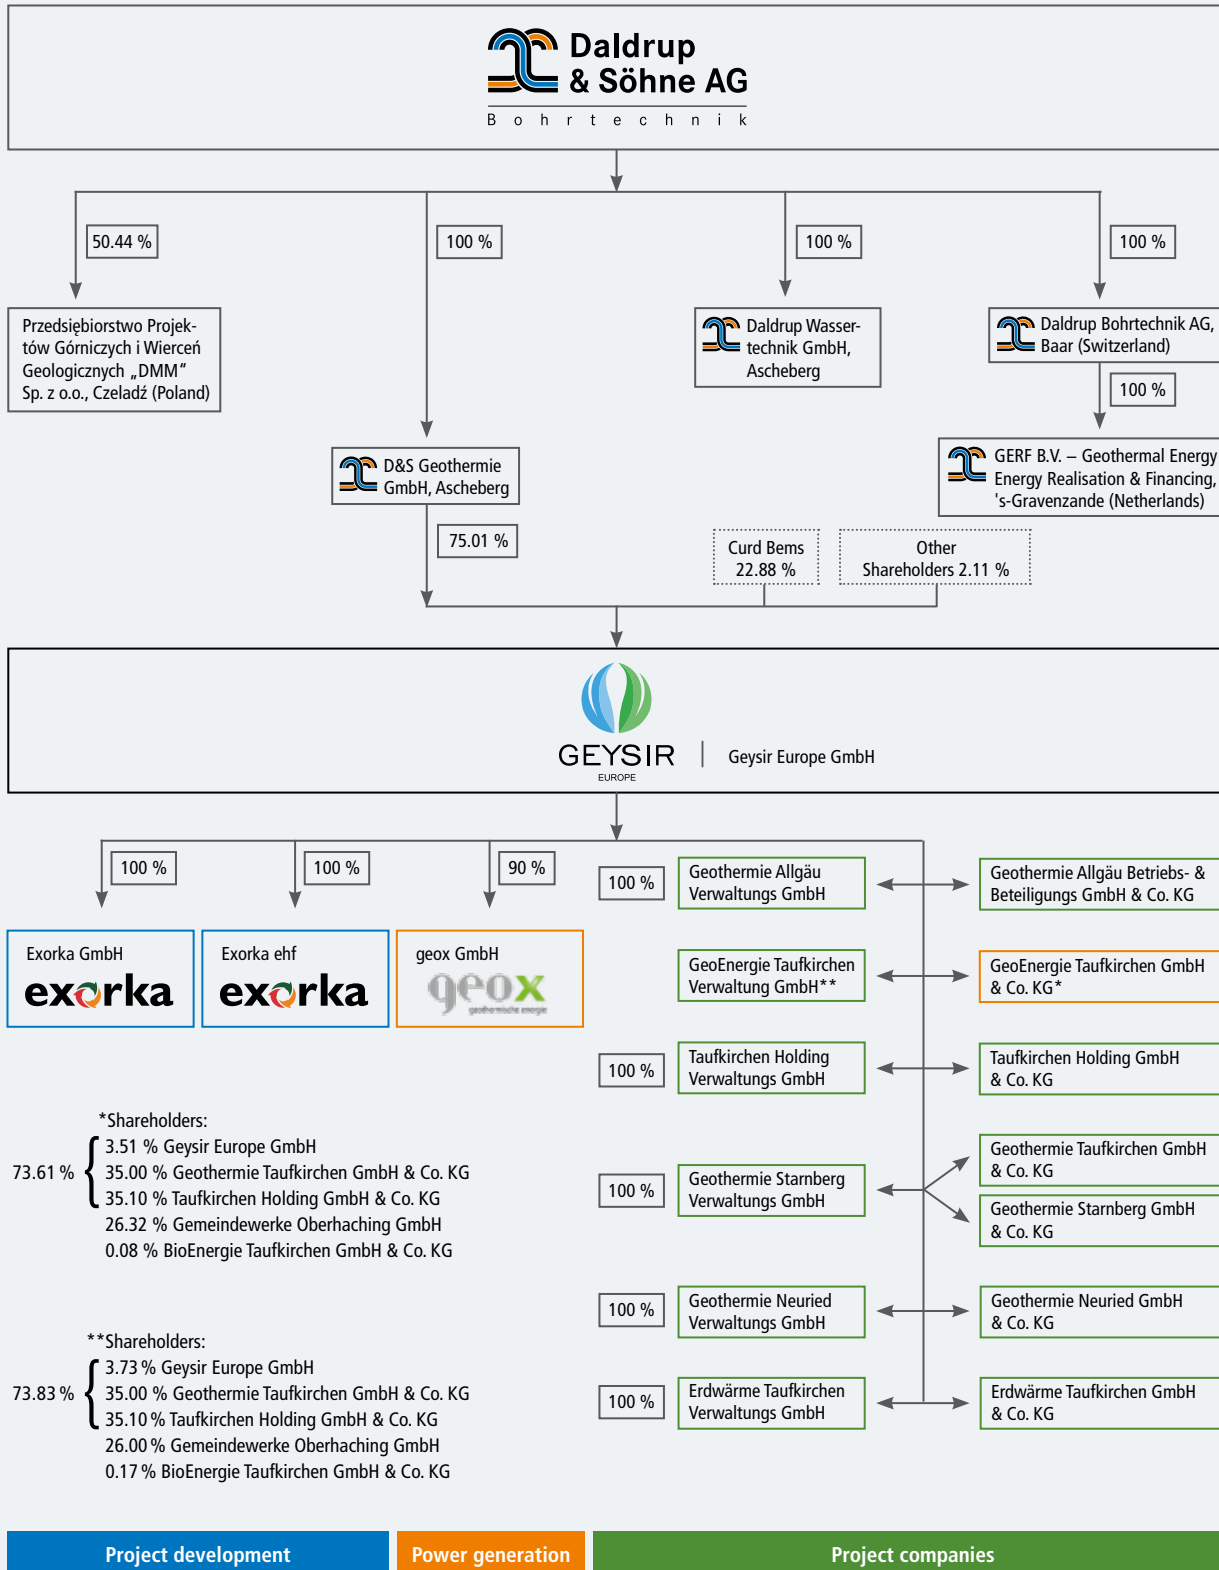 Daldrup
& Söhne AG
Bohrtechnik
50.44 %
100 %
100 %
100 %
Przedsiębiorstwo Projek-
tów Górniczych i Wierceń
Geologicznych „DMM“
Sp. z o.o., Czeladź (Poland)
Daldrup Wasser-
technik GmbH,
Ascheberg
Daldrup Bohrtechnik AG,
Baar (Switzerland)
100 %
D&S Geothermie
GmbH, Ascheberg
GERF B.V. – Geothermal Energy
Energy Realisation & Financing,
's-Gravenzande (Netherlands)
75.01 %
Curd Bems
22.88 %
Other
Shareholders 2.11 %
GEYSIR
EUROPE
Geysir Europe GmbH
100 %
100 %
90 %
Exorka GmbH
exorka
Exorka ehf
exorka
geox GmbH
geox
geothermische energie
100 %
Geothermie Allgäu
Verwaltungs GmbH
Geothermie Allgäu Betriebs- &
Beteiligungs GmbH & Co. KG
GeoEnergie Taufkirchen
Verwaltung GmbH**
GeoEnergie Taufkirchen GmbH
& Co. KG*
100 %
Taufkirchen Holding
Verwaltungs GmbH
Taufkirchen Holding GmbH
& Co. KG
100 %
Geothermie Starnberg
Verwaltungs GmbH
Geothermie Taufkirchen GmbH
& Co. KG
Geothermie Starnberg GmbH
& Co. KG
100 %
Geothermie Neuried
Verwaltungs GmbH
Geothermie Neuried GmbH
& Co. KG
100 %
Erdwärme Taufkirchen
Verwaltungs GmbH
Erdwärme Taufkirchen GmbH
& Co. KG
*Shareholders:
73.61 %
3.51 % Geysir Europe GmbH
35.00 % Geothermie Taufkirchen GmbH & Co. KG
35.10 % Taufkirchen Holding GmbH & Co. KG
26.32 % Gemeindewerke Oberhaching GmbH
0.08 % BioEnergie Taufkirchen GmbH & Co. KG
**Shareholders:
73.83 %
3.73 % Geysir Europe GmbH
35.00 % Geothermie Taufkirchen GmbH & Co. KG
35.10 % Taufkirchen Holding GmbH & Co. KG
26.00 % Gemeindewerke Oberhaching GmbH
0.17 % BioEnergie Taufkirchen GmbH & Co. KG
Project development
Power generation
Project companies